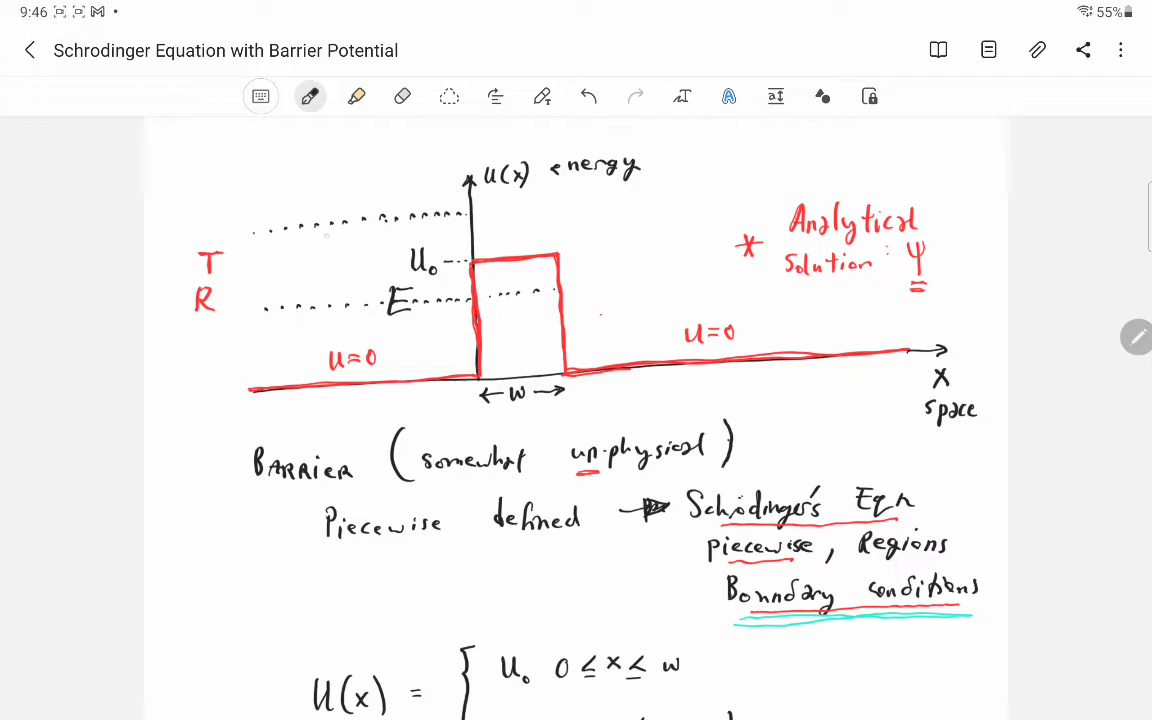 9:46
55%
Schrodinger Equation with Barrier Potential
U(x) energy
* Analytical
Solution: Ψ
T
U₀
R
E
U=0
U=0
w
x
space
BARRIER (somewhat un-physical)
Piecewise defined → Schödinger's Eqn
piecewise, Regions
Boundary conditions
U(x) = { U₀ 0 ≤ x ≤ w